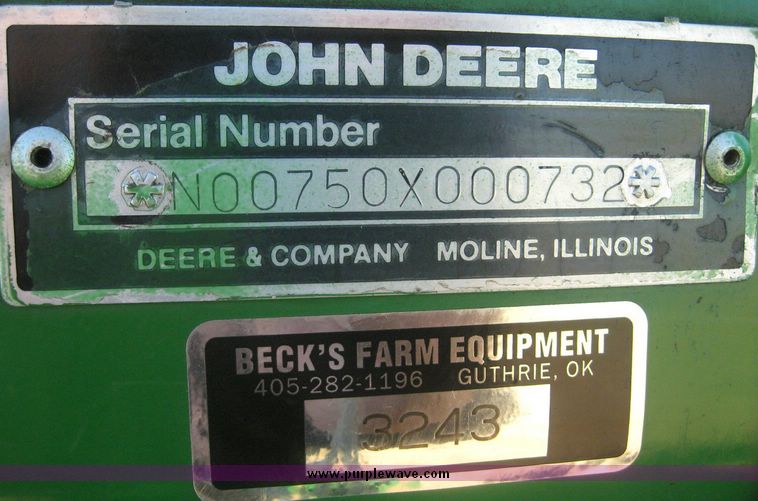 JOHN DEERE
Serial Number
*N00750X000732*
DEERE & COMPANY MOLINE, ILLINOIS
BECK'S FARM EQUIPMENT
405-282-1196 GUTHRIE, OK
3243
www.purplewave.com